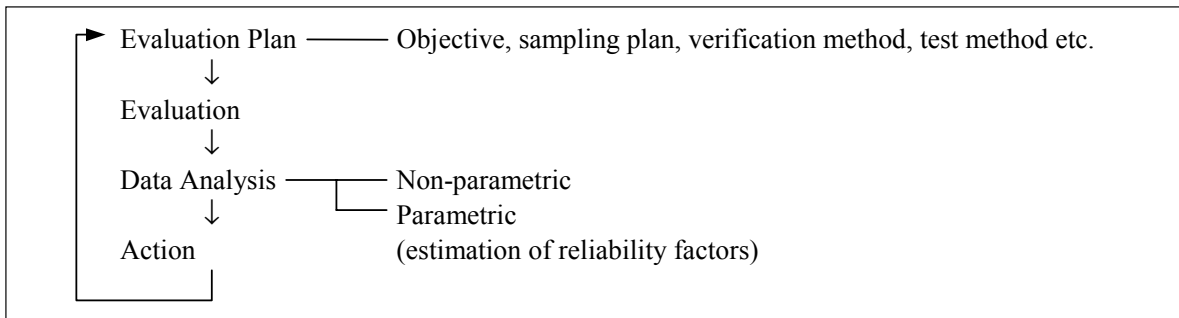 Evaluation Plan Objective, sampling plan, verification method, test method etc.
Evaluation
Data Analysis Non-parametric
Parametric
Action (estimation of reliability factors)